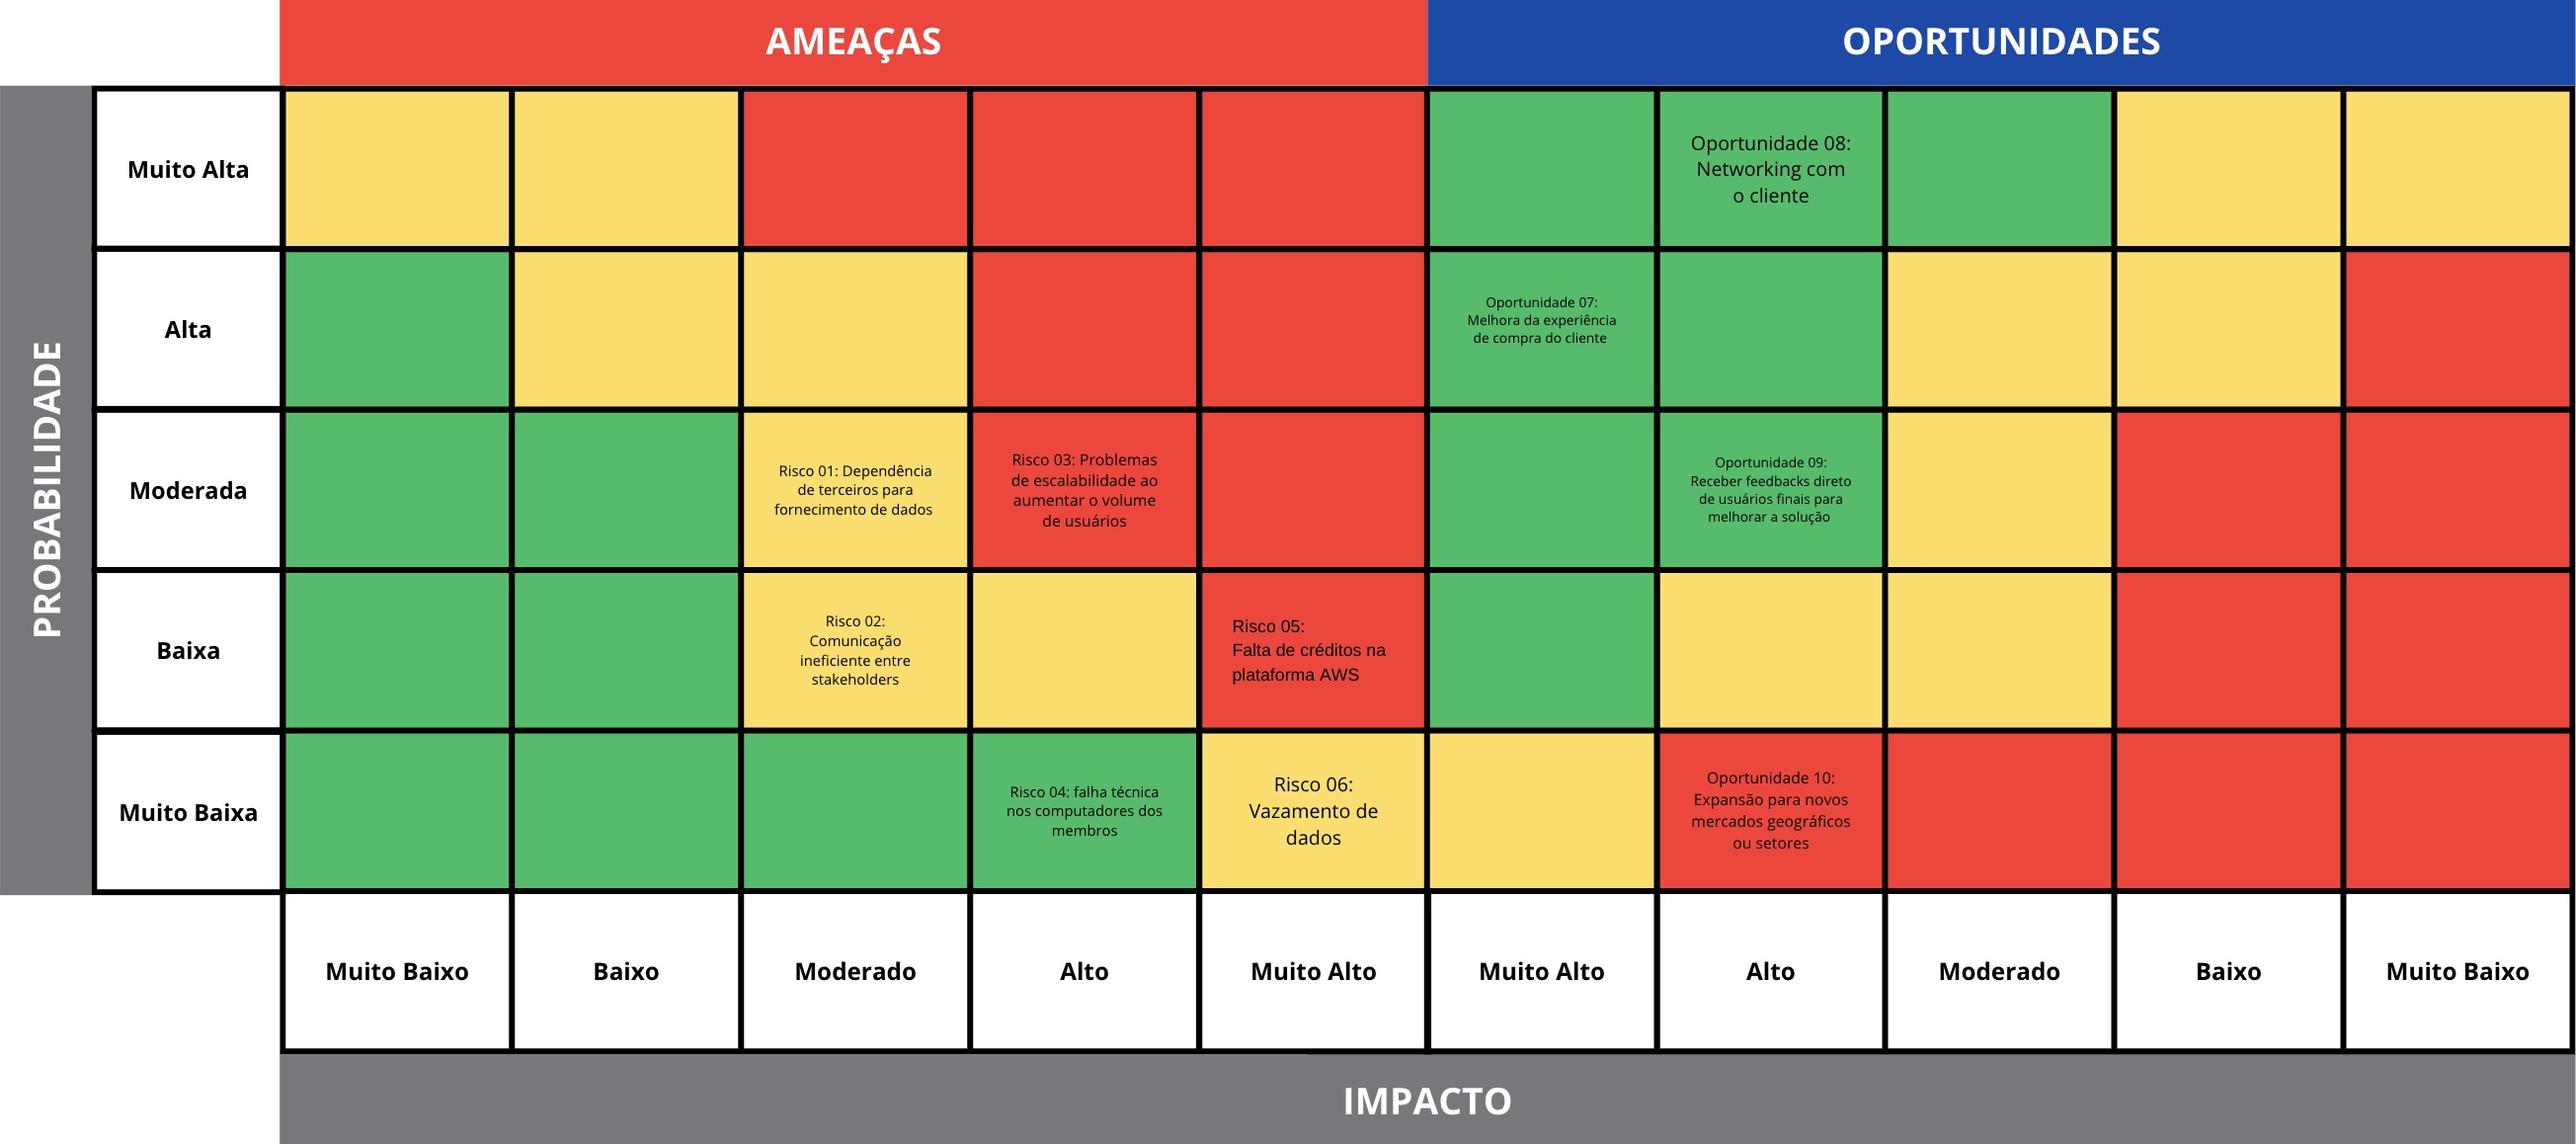 AMEAÇAS
OPORTUNIDADES
PROBABILIDADE
Muito Alta
Oportunidade 08:
Networking com
o cliente
Alta
Oportunidade 07:
Melhora da experiência
de compra do cliente
Moderada
Risco 01: Dependência
de terceiros para
fornecimento de dados
Risco 03: Problemas
de escalabilidade ao
aumentar o volume
de usuários
Oportunidade 09:
Receber feedbacks direto
de usuários finais para
melhorar a solução
Baixa
Risco 02:
Comunicação
ineficiente entre
stakeholders
Risco 05:
Falta de créditos na
plataforma AWS
Muito Baixa
Risco 04: falha técnica
nos computadores dos
membros
Risco 06:
Vazamento de
dados
Oportunidade 10:
Expansão para novos
mercados geográficos
ou setores
Muito Baixo
Baixo
Moderado
Alto
Muito Alto
Muito Alto
Alto
Moderado
Baixo
Muito Baixo
IMPACTO